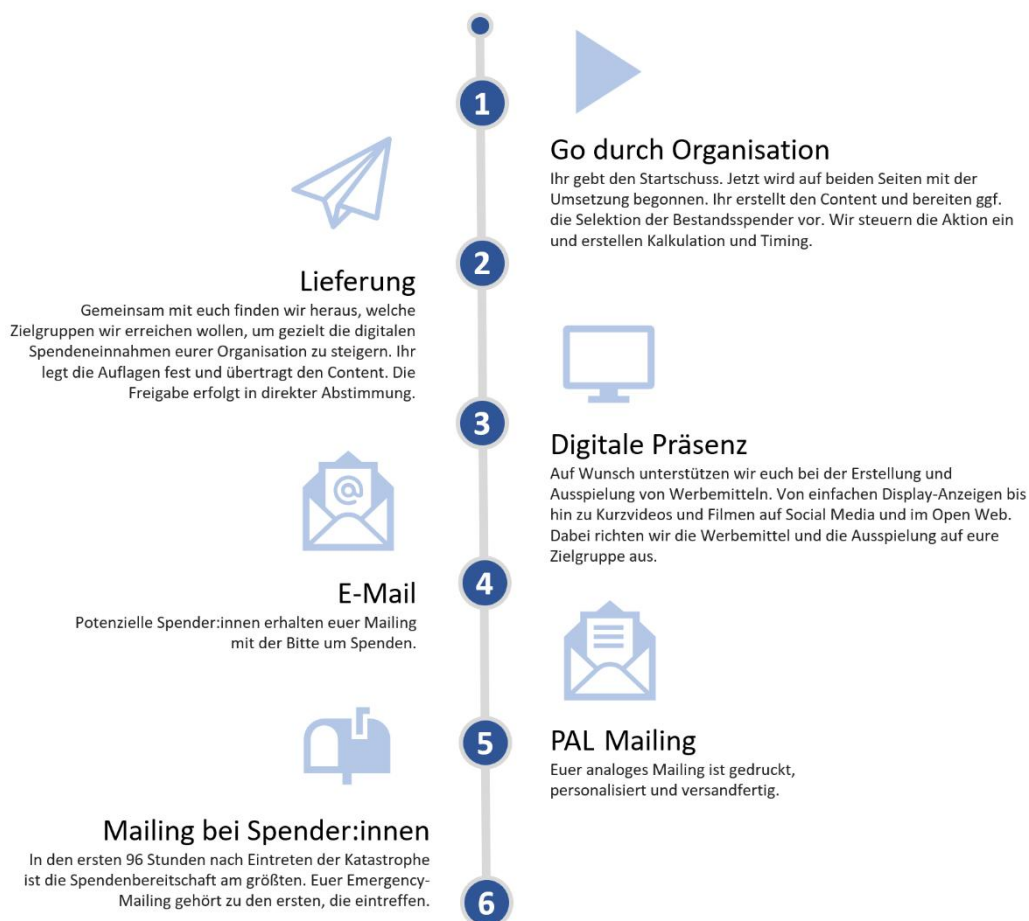 1
Go durch Organisation
Ihr gebt den Startschuss. Jetzt wird auf beiden Seiten mit der
Umsetzung begonnen. Ihr erstellt den Content und bereiten ggf.
die Selektion der Bestandsspender vor. Wir steuern die Aktion ein
und erstellen Kalkulation und Timing.
2
Lieferung
Gemeinsam mit euch finden wir heraus, welche
Zielgruppen wir erreichen wollen, um gezielt die digitalen
Spendeneinnahmen eurer Organisation zu steigern. Ihr
legt die Auflagen fest und übertragt den Content. Die
Freigabe erfolgt in direkter Abstimmung.
3
Digitale Präsenz
Auf Wunsch unterstützen wir euch bei der Erstellung und
Ausspielung von Werbemitteln. Von einfachen Display-Anzeigen bis
hin zu Kurzvideos und Filmen auf Social Media und im Open Web.
Dabei richten wir die Werbemittel und die Ausspielung auf eure
Zielgruppe aus.
@
4
E-Mail
Potenzielle Spender:innen erhalten euer Mailing
mit der Bitte um Spenden.
5
PAL Mailing
Euer analoges Mailing ist gedruckt,
personalisiert und versandfertig.
Mailing bei Spender:innen
In den ersten 96 Stunden nach Eintreten der Katastrophe
ist die Spendenbereitschaft am größten. Euer Emergency-
Mailing gehört zu den ersten, die eintreffen.
6